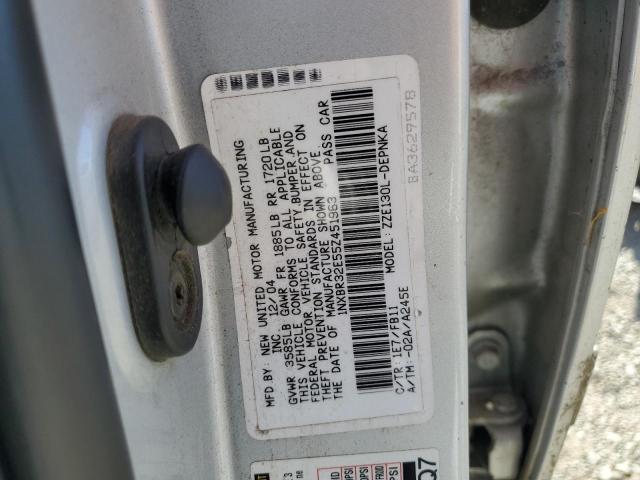 MFD BY: NEW UNITED MOTOR MANUFACTURING
INC 12/04
GVWR 3585LB GAWR FR 1885LB RR 1720LB
THIS VEHICLE CONFORMS TO ALL APPLICABLE
FEDERAL MOTOR VEHICLE SAFETY,BUMPER,AND
THEFT PREVENTION STANDARDS IN EFFECT ON
THE DATE OF MANUFACTURE SHOWN ABOVE.
1NXBR32E55Z451963 PASS CAR
MODEL: ZZE130L-DEPNKA
C/TR: 1E7/FB11
A/TM: -02A/A245E
BA3629578
Q7